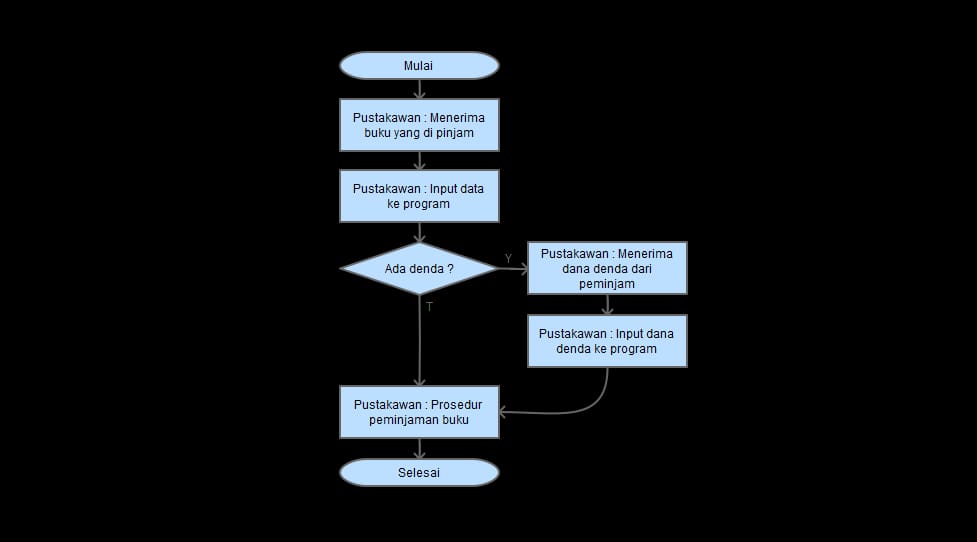 Mulai
Pustakawan : Menerima
buku yang di pinjam
Pustakawan : Input data
ke program
Ada denda ?
Y
T
Pustakawan : Menerima
dana denda dari
peminjam
Pustakawan : Input dana
denda ke program
Pustakawan : Prosedur
peminjaman buku
Selesai